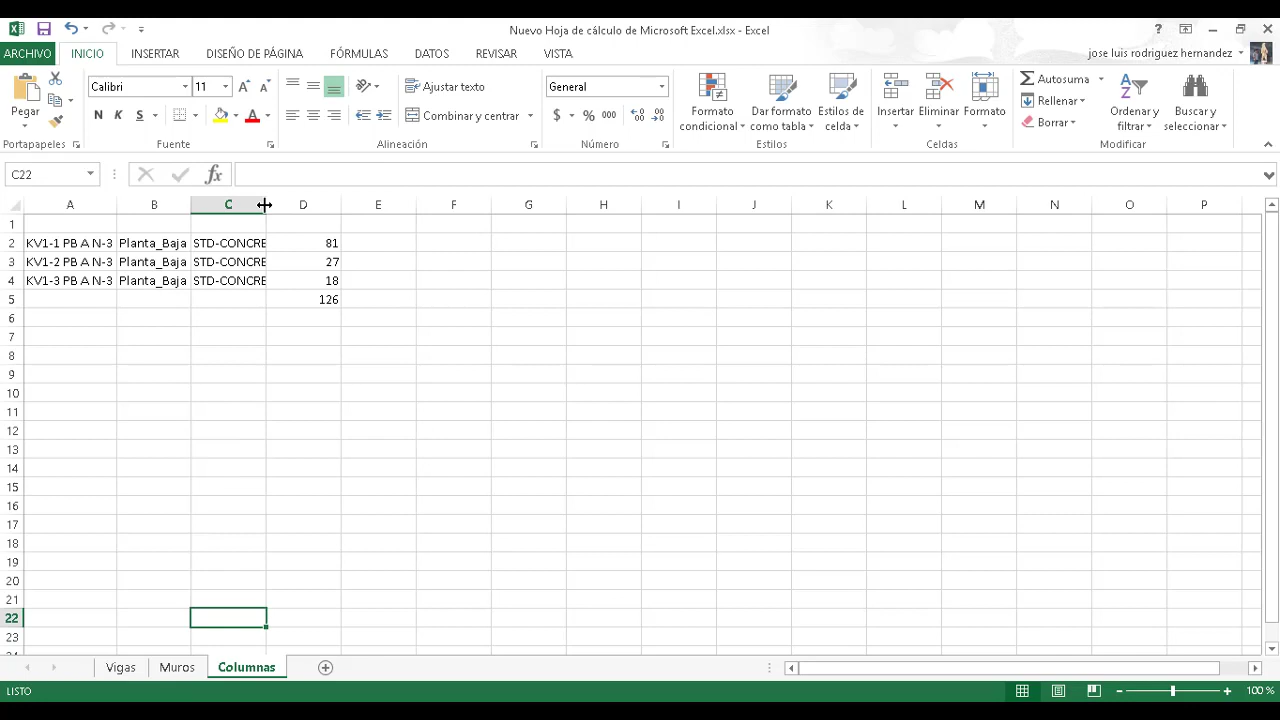 Nuevo Hoja de cálculo de Microsoft Excel.xlsx - Excel
ARCHIVO INICIO INSERTAR DISEÑO DE PÁGINA FÓRMULAS DATOS REVISAR VISTA jose luis rodriguez hernandez
Pegar
Calibri 11
N K S A
Ajustar texto
Combinar y centrar
General
$ % 000
Formato condicional
Dar formato como tabla
Estilos de celda
Insertar Eliminar Formato
Autosuma
Rellenar
Borrar
Ordenar y filtrar
Buscar y seleccionar
Portapapeles Fuente Alineación Número Estilos Celdas Modificar
C22 fx
A B C D E F G H I J K L M N O P
1
2 KV1-1 PB A N-3 Planta_Baja STD-CONCRE 81
3 KV1-2 PB A N-3 Planta_Baja STD-CONCRE 27
4 KV1-3 PB A N-3 Planta_Baja STD-CONCRE 18
5 126
6
7
8
9
10
11
12
13
14
15
16
17
18
19
20
21
22
23
Vigas Muros Columnas
LISTO 100 %